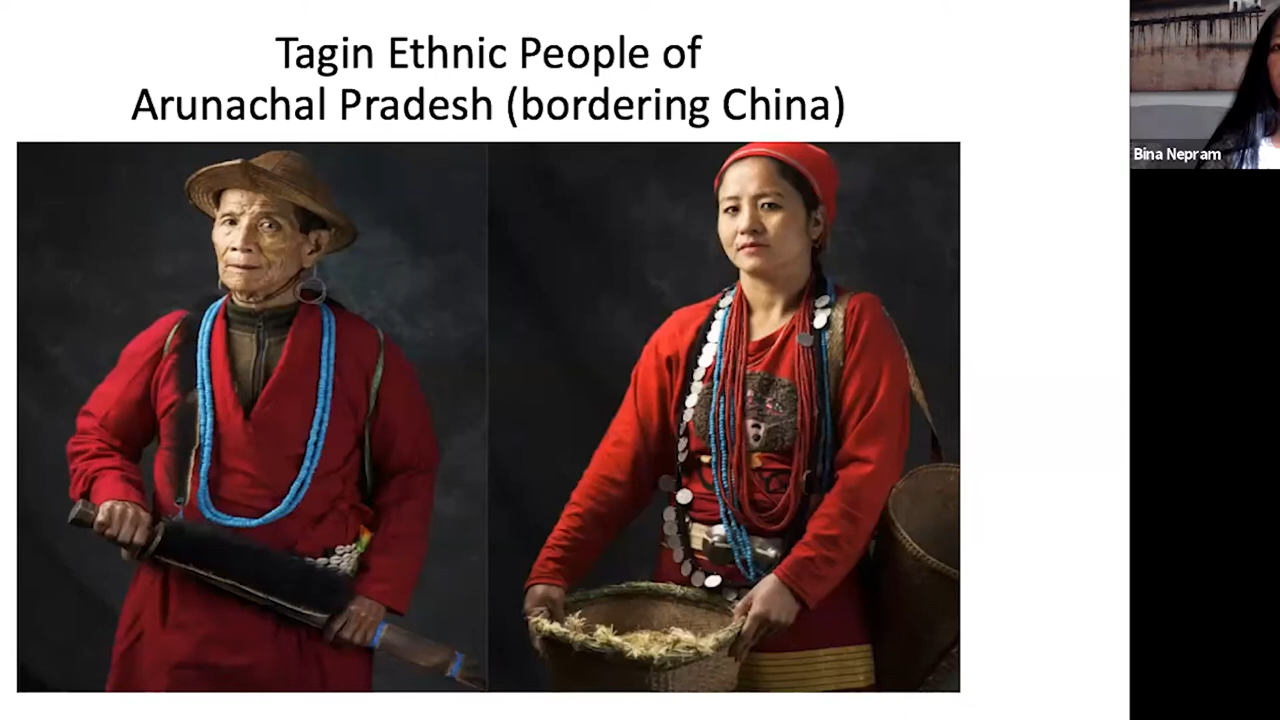 Tagin Ethnic People of
Arunachal Pradesh (bordering China)
Bina Nepram